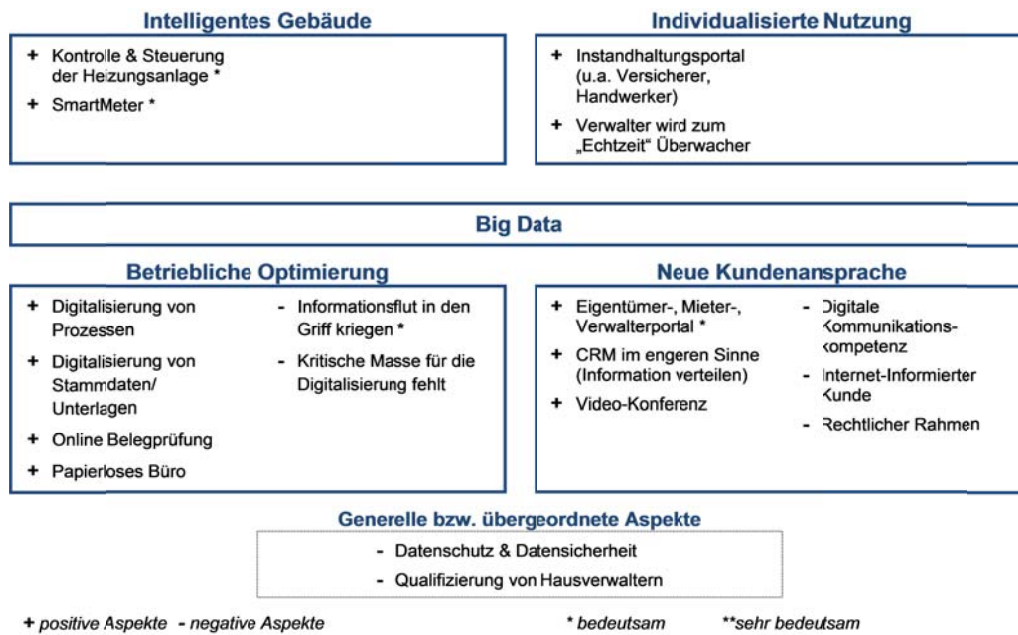 Intelligentes Gebäude
+ Kontrolle & Steuerung
der Heizungsanlage *
+ SmartMeter *
Individualisierte Nutzung
+ Instandhaltungsportal
(u.a. Versicherer,
Handwerker)
+ Verwalter wird zum
„Echtzeit" Überwacher
Big Data
Betriebliche Optimierung
+ Digitalisierung von
Prozessen
+ Digitalisierung von
Stammdaten/
Unterlagen
+ Online Belegprüfung
+ Papierloses Büro
- Informationsflut in den
Griff kriegen *
- Kritische Masse für die
Digitalisierung fehlt
Neue Kundenansprache
+ Eigentümer-, Mieter-,
Verwalterportal *
+ CRM im engeren Sinne
(Information verteilen)
+ Video-Konferenz
- Digitale
Kommunikations-
kompetenz
- Internet-Informierter
Kunde
- Rechtlicher Rahmen
Generelle bzw. übergeordnete Aspekte
- Datenschutz & Datensicherheit
- Qualifizierung von Hausverwaltern
+ positive Aspekte - negative Aspekte * bedeutsam **sehr bedeutsam